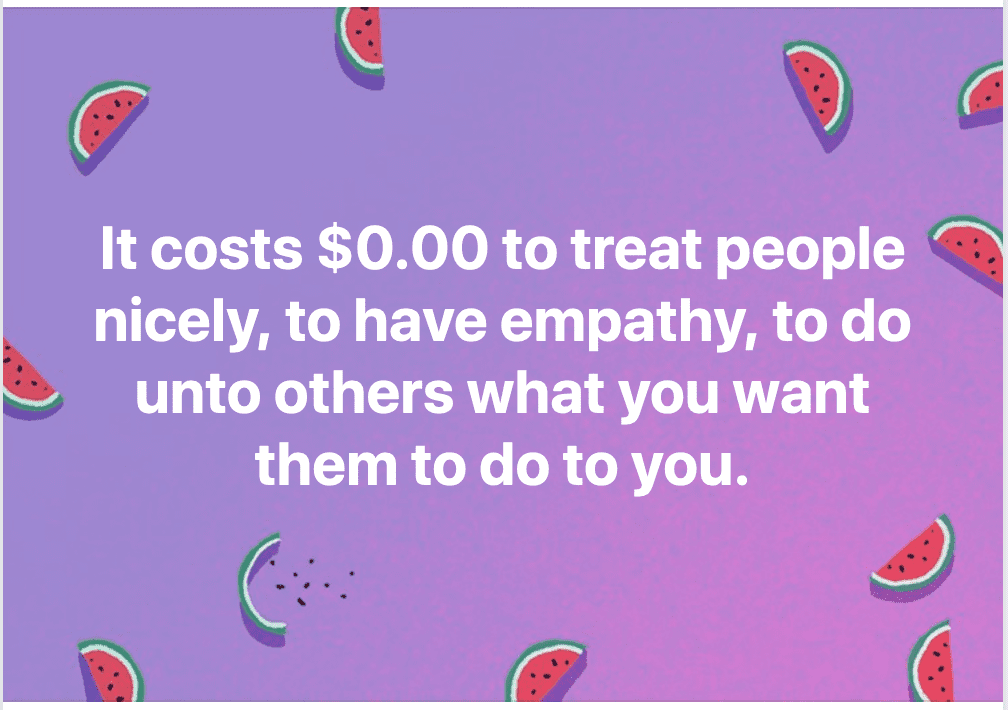 It costs $0.00 to treat people
nicely, to have empathy, to do
unto others what you want
them to do to you.